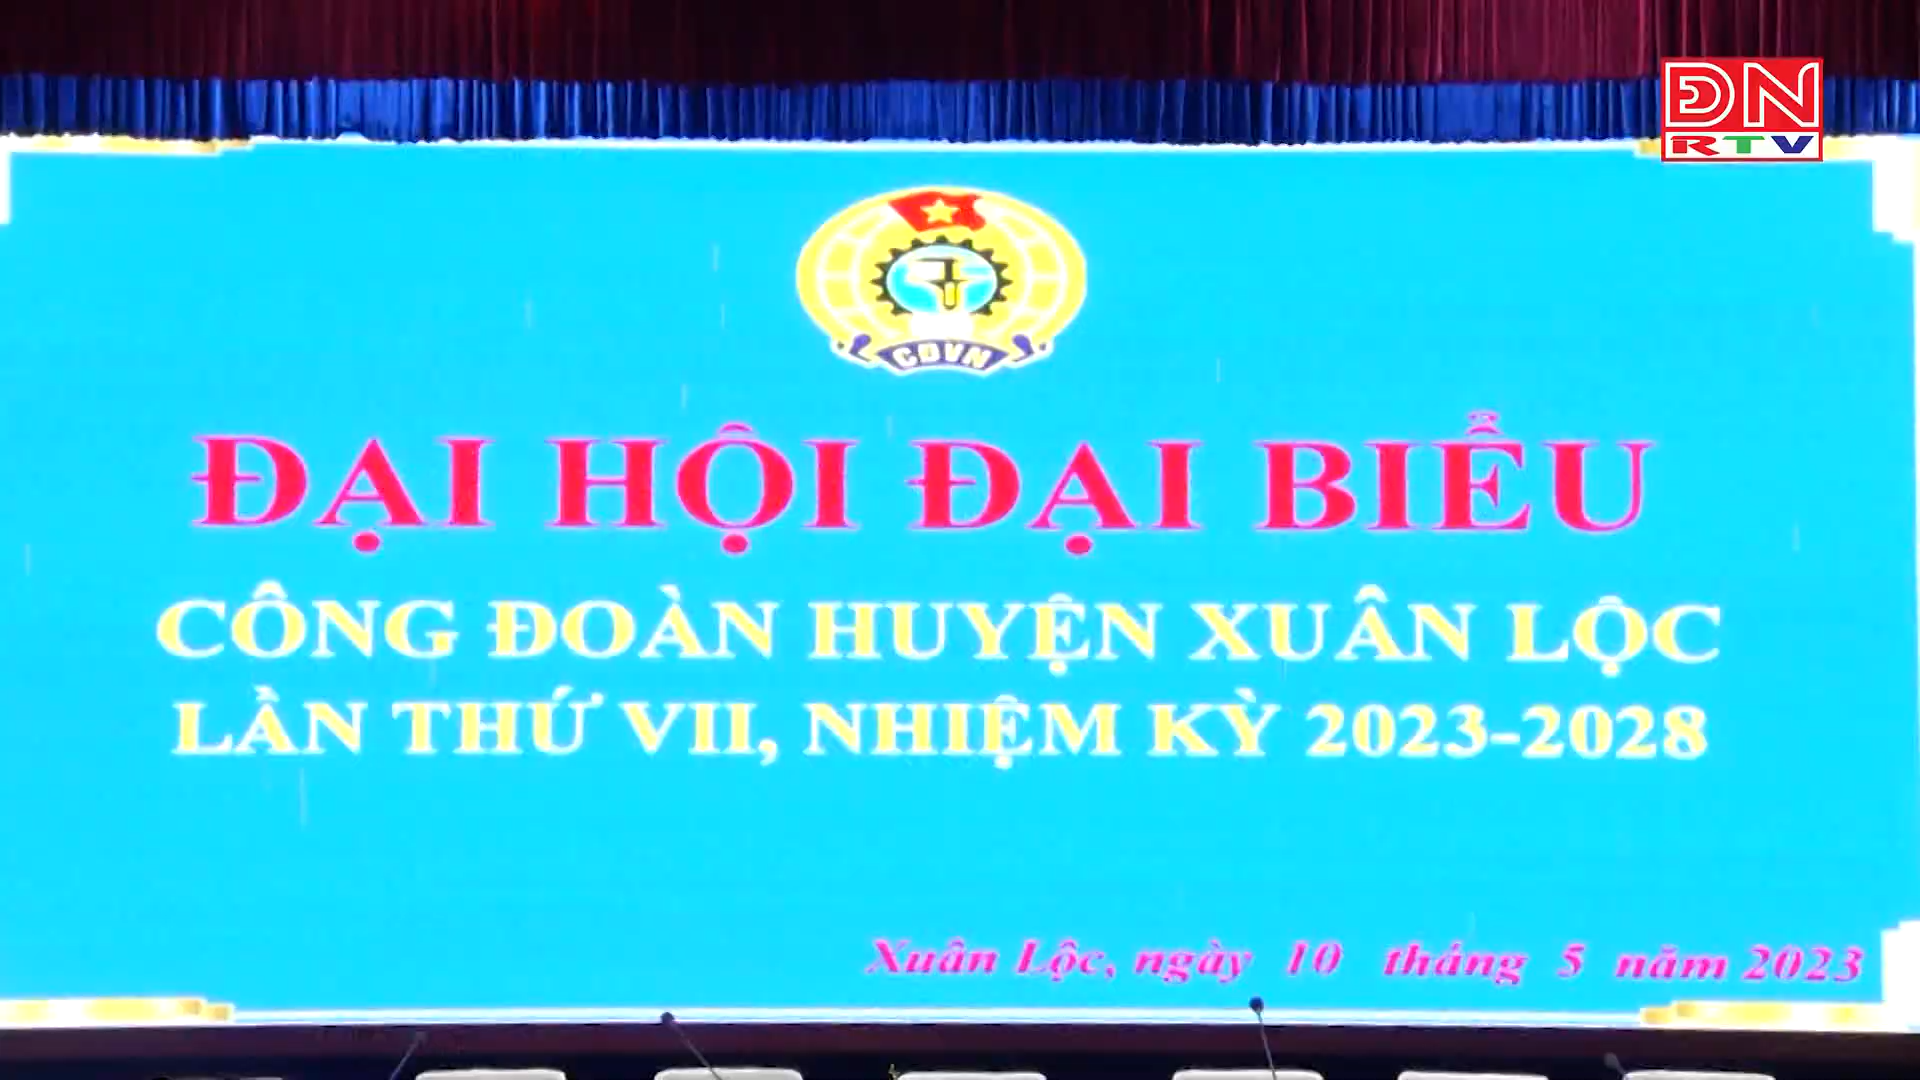 ĐN
RTV
CĐVN
ĐẠI HỘI ĐẠI BIỂU
CÔNG ĐOÀN HUYỆN XUÂN LỘC
LẦN THỨ VII, NHIỆM KỲ 2023-2028
Xuân Lộc, ngày 10 tháng 5 năm 2023